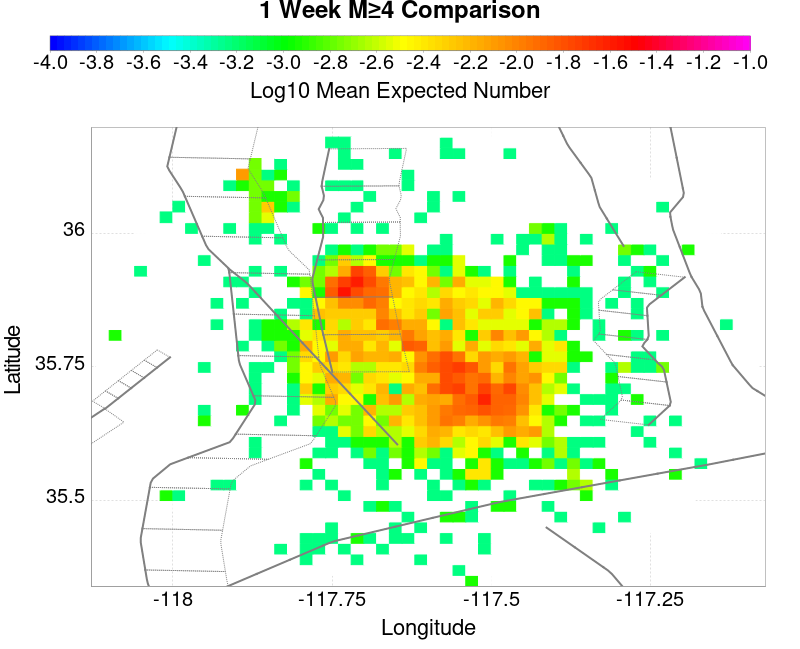 1 Week M≥4 Comparison
-4.0 -3.8 -3.6 -3.4 -3.2 -3.0 -2.8 -2.6 -2.4 -2.2 -2.0 -1.8 -1.6 -1.4 -1.2 -1.0
Log10 Mean Expected Number
36
35.75
35.5
Latitude
-118 -117.75 -117.5 -117.25
Longitude